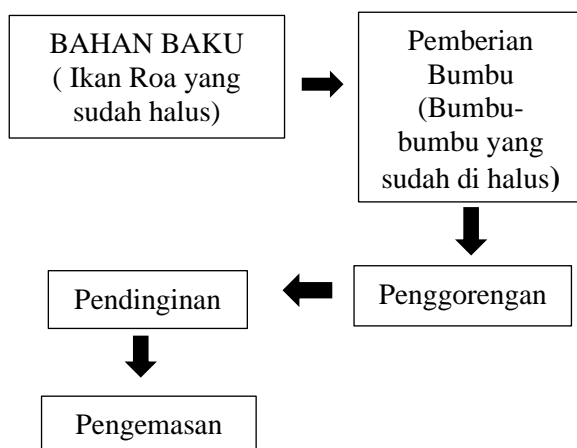 BAHAN BAKU
( Ikan Roa yang
sudah halus)
Pemberian
Bumbu
(Bumbu-
bumbu yang
sudah di halus)
Penggorengan
Pendinginan
Pengemasan